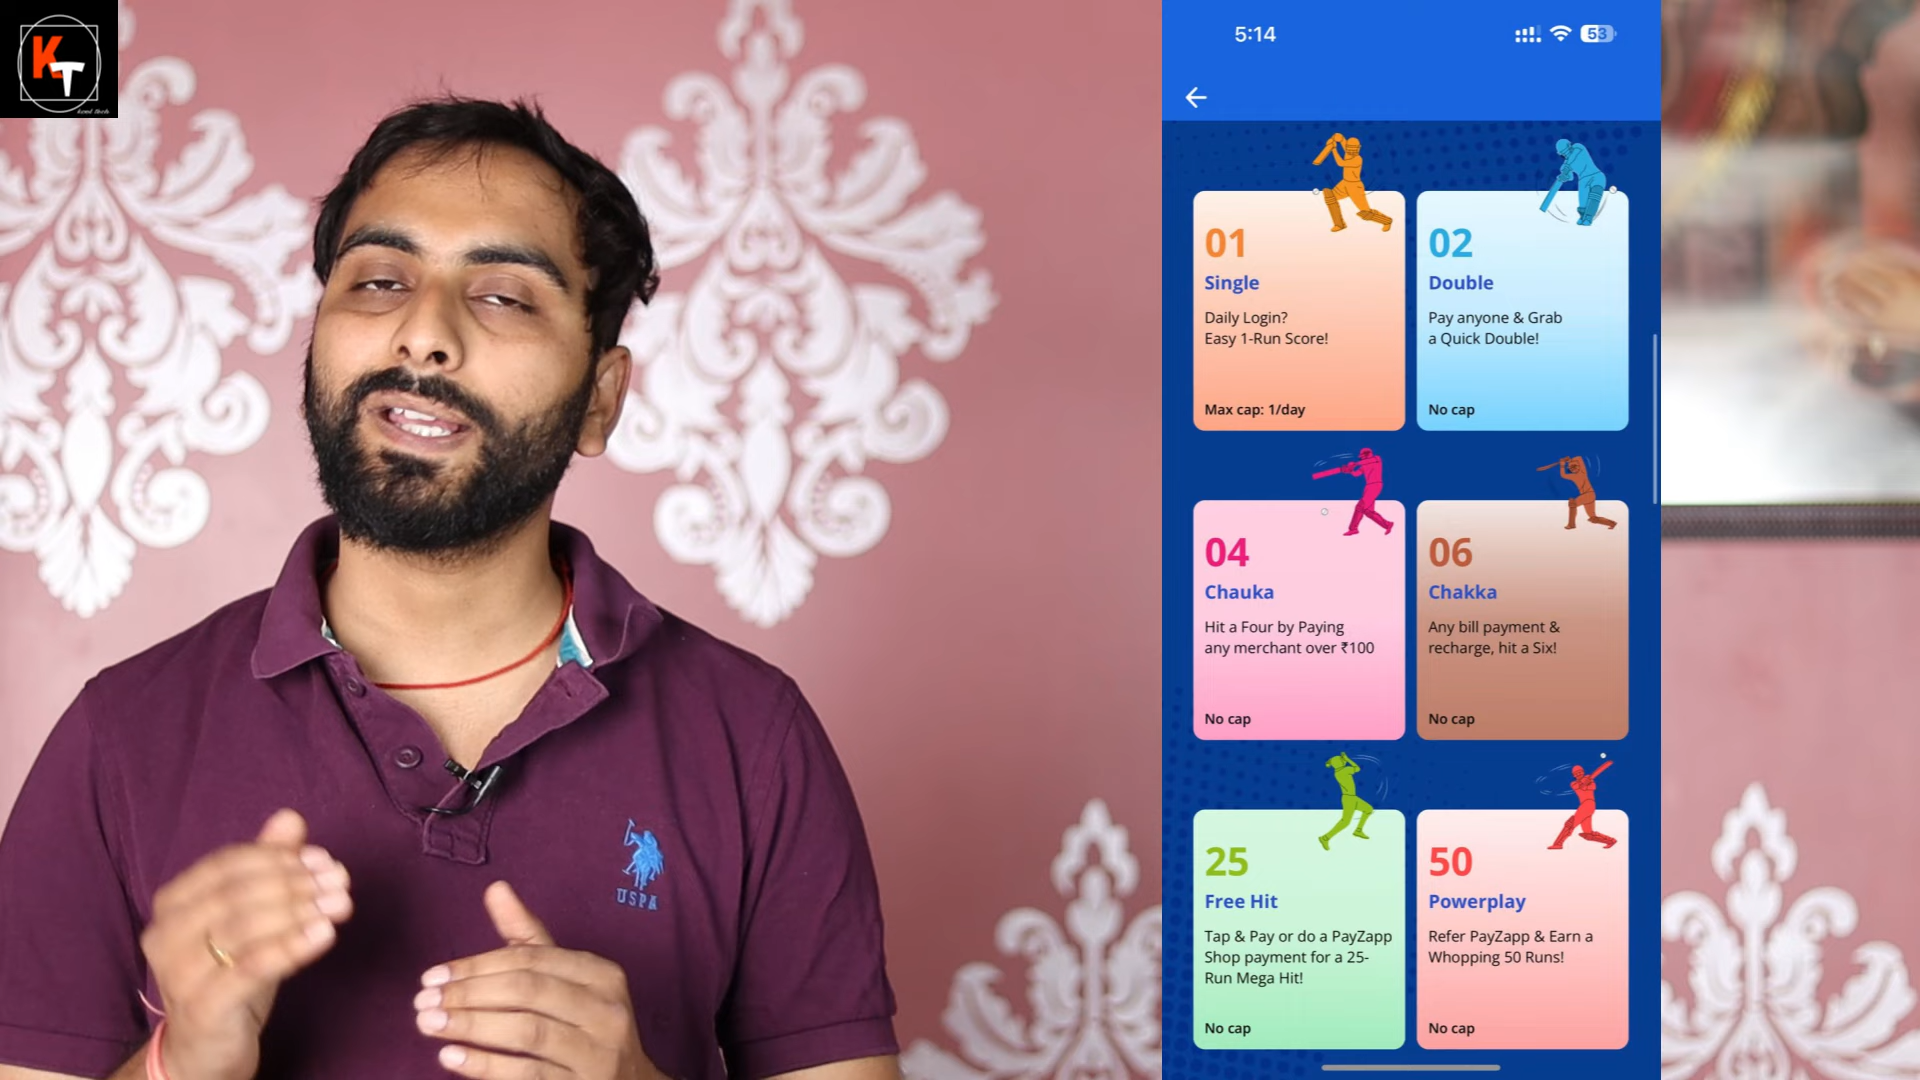 KT
5:14
53
01
Single
Daily Login?
Easy 1-Run Score!
Max cap: 1/day
02
Double
Pay anyone & Grab
a Quick Double!
No cap
04
Chauka
Hit a Four by Paying
any merchant over ₹100
No cap
06
Chakka
Any bill payment &
recharge, hit a Six!
No cap
25
Free Hit
Tap & Pay or do a PayZapp
Shop payment for a 25-
Run Mega Hit!
No cap
50
Powerplay
Refer PayZapp & Earn a
Whopping 50 Runs!
No cap
USPA